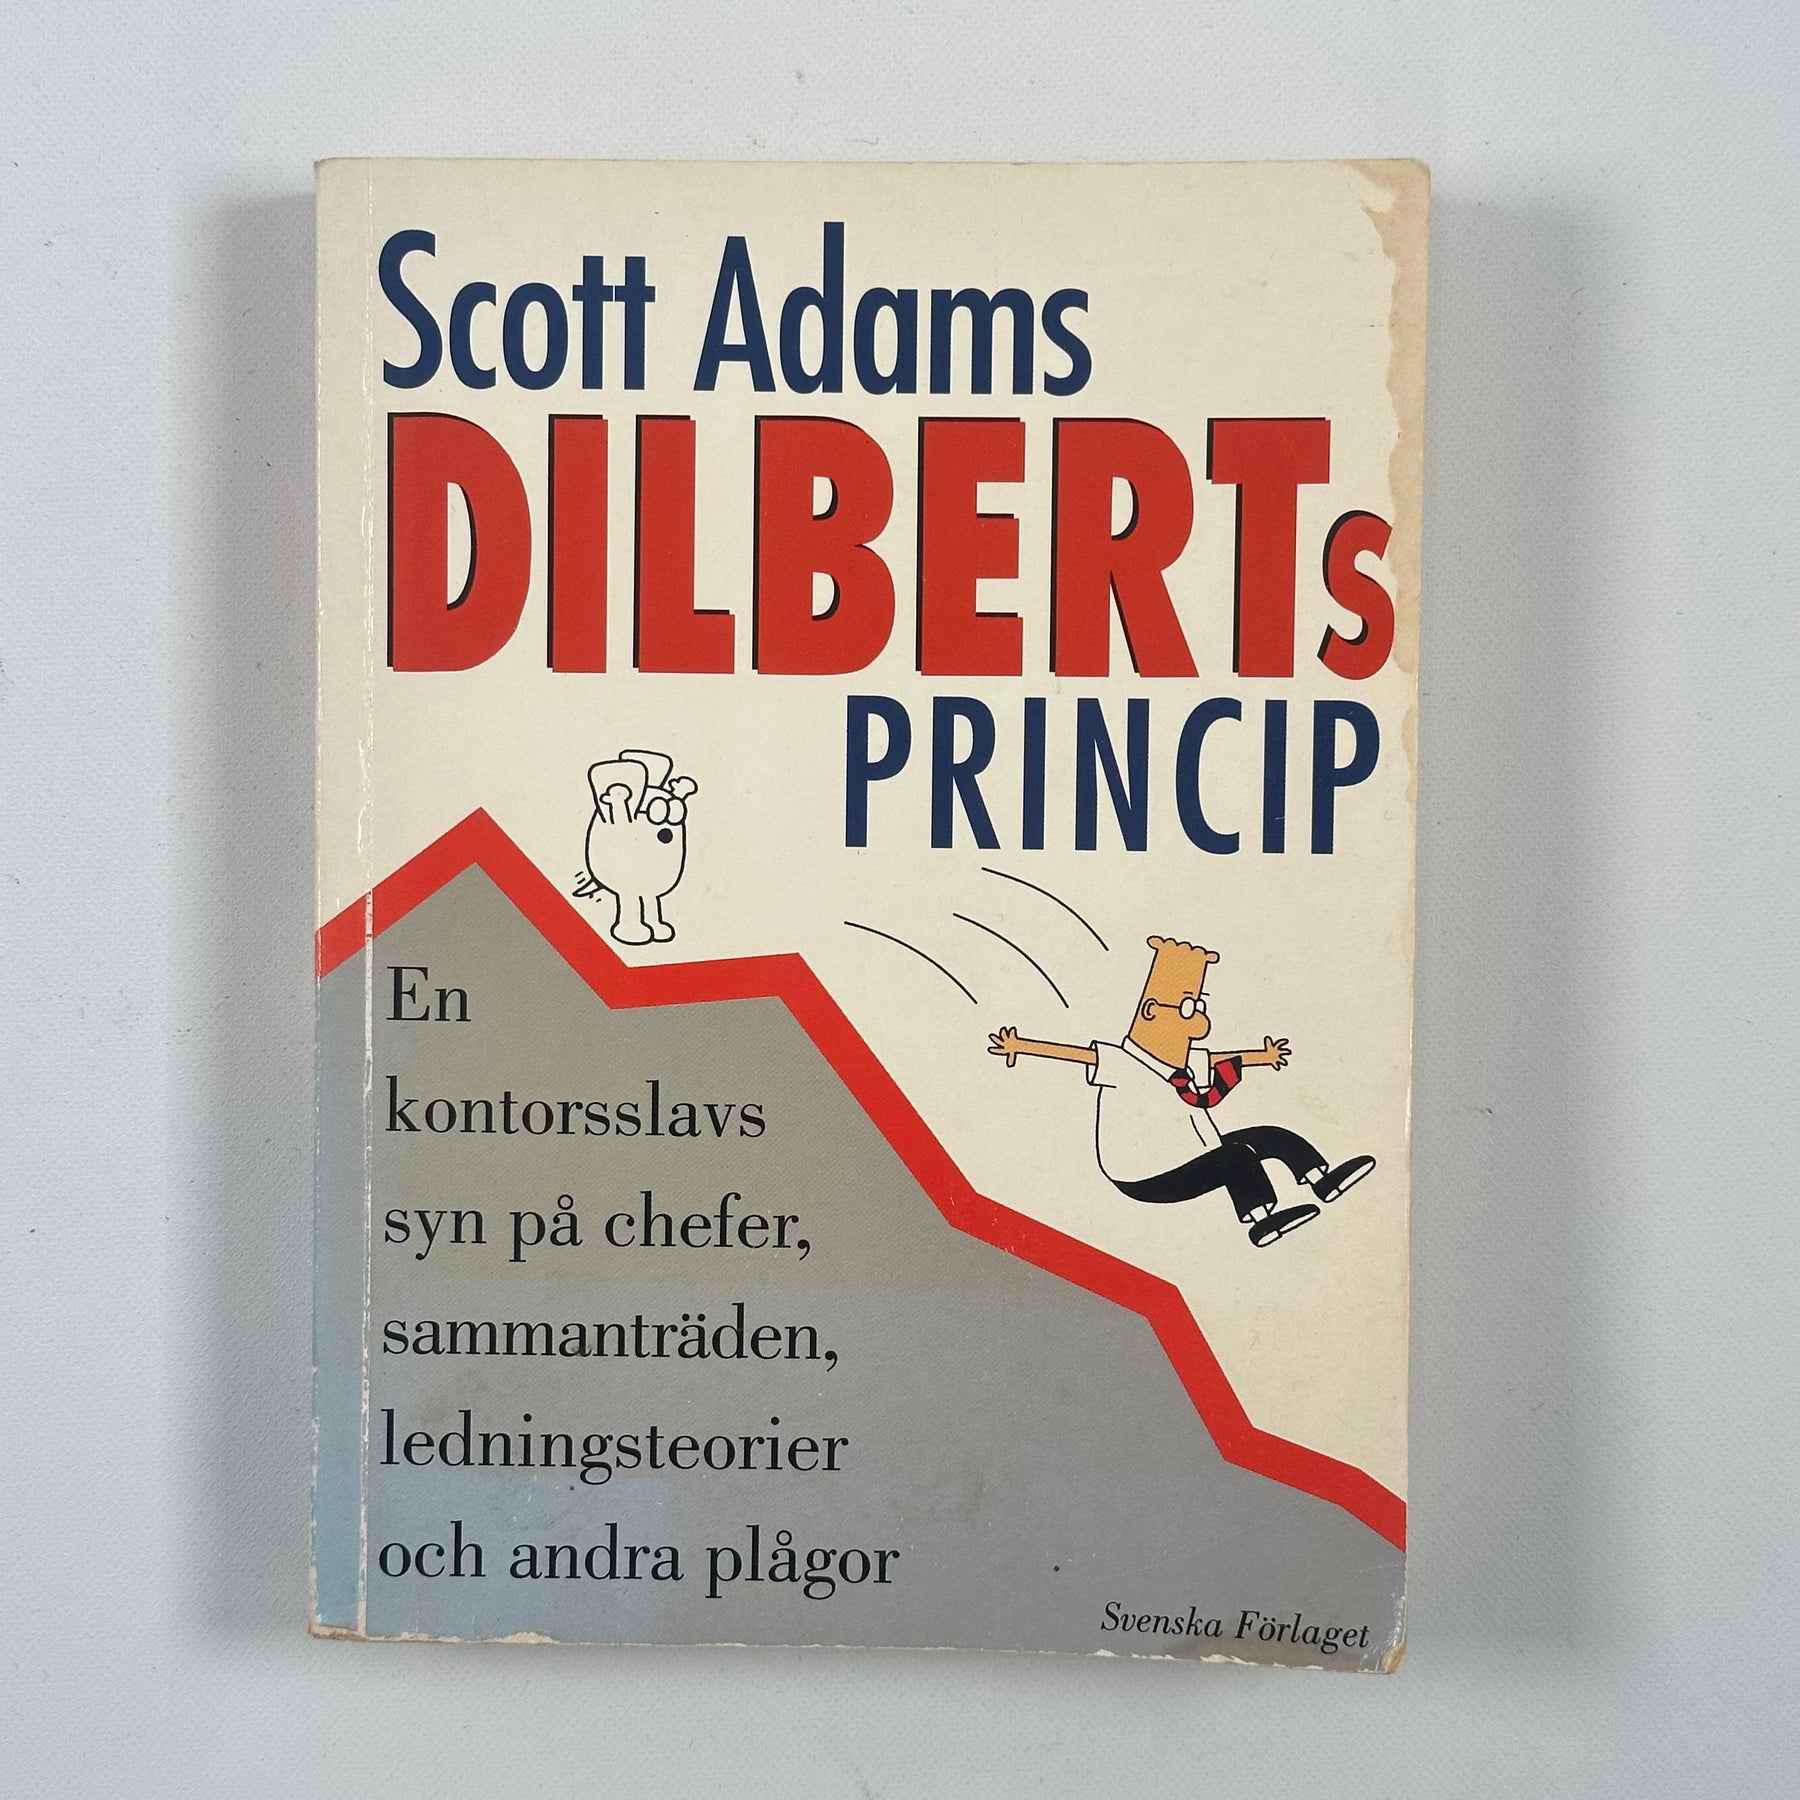 Scott Adams
DILBERTs
PRINCIP
En
kontorsslavs
syn på chefer,
sammanträden,
ledningsteorier
och andra plågor
Svenska Förlaget